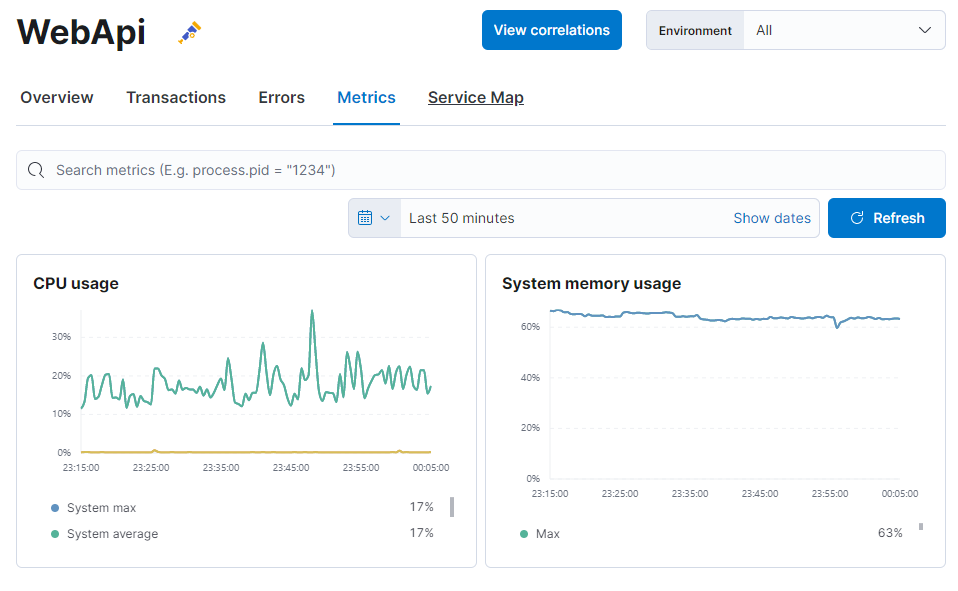 WebApi
View correlations
Environment All
Overview Transactions Errors Metrics Service Map
Search metrics (E.g. process.pid = "1234")
Last 50 minutes Show dates Refresh
CPU usage
30%
20%
10%
0%
23:15:00 23:25:00 23:35:00 23:45:00 23:55:00 00:05:00
System max 17%
System average 17%
System memory usage
60%
40%
20%
0%
23:15:00 23:25:00 23:35:00 23:45:00 23:55:00 00:05:00
Max 63%